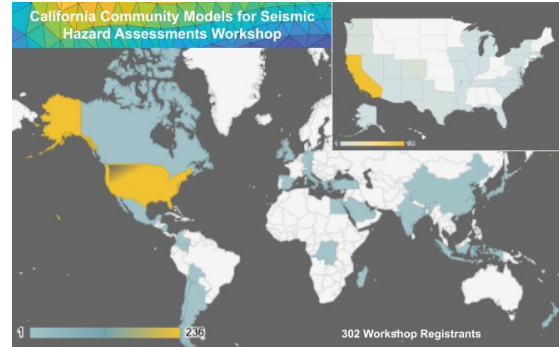 California Community Models for Seismic
Hazard Assessments Workshop
1
236
302 Workshop Registrants